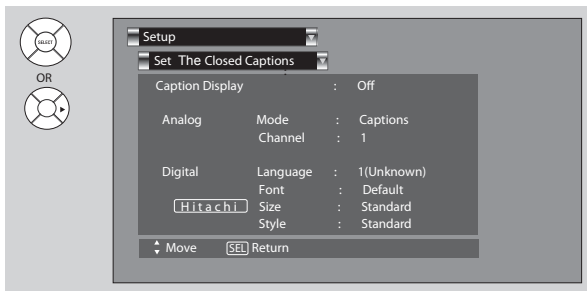 SELECT
OR
Setup
Set The Closed Captions
Caption Display : Off
Analog Mode : Captions
Channel : 1
Digital Language : 1(Unknown)
Font : Default
Hitachi Size : Standard
Style : Standard
Move SEL Return